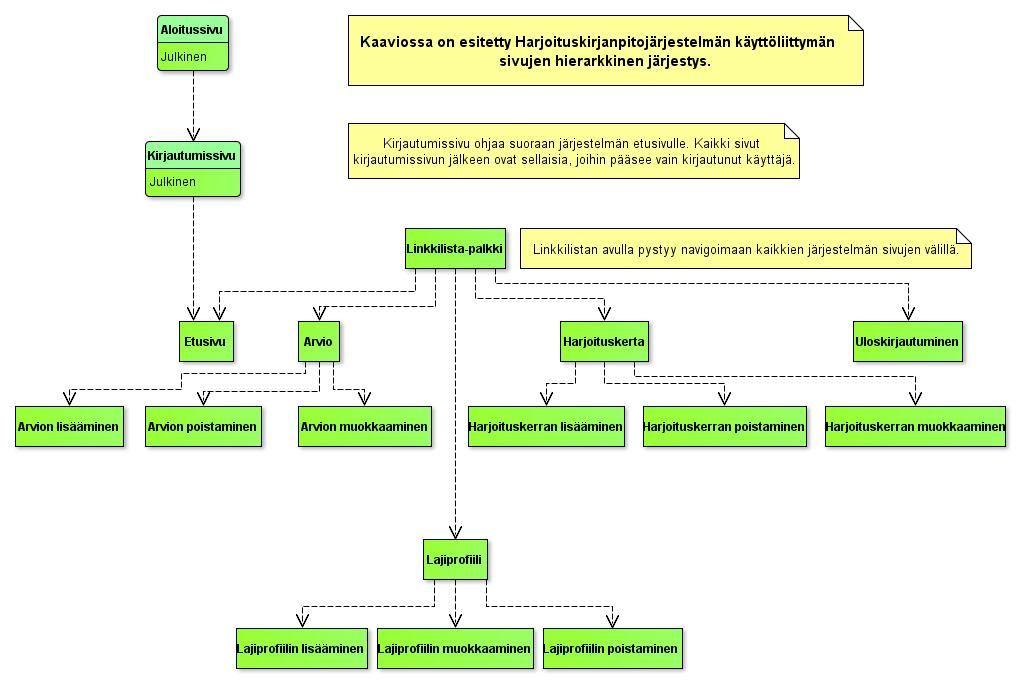 Aloitussivu
Julkinen
Kaaviossa on esitetty Harjoituskirjanpitojärjestelmän käyttöliittymän
sivujen hierarkkinen järjestys.
Kirjautumissivu
Julkinen
Kirjautumissivu ohjaa suoraan järjestelmän etusivulle. Kaikki sivut
kirjautumissivun jälkeen ovat sellaisia, joihin pääsee vain kirjautunut käyttäjä.
Linkkilista-palkki
Linkkilistan avulla pystyy navigoimaan kaikkien järjestelmän sivujen välillä.
Etusivu
Arvio
Harjoituskerta
Uloskirjautuminen
Arvion lisääminen
Arvion poistaminen
Arvion muokkaaminen
Harjoituskerran lisääminen
Harjoituskerran poistaminen
Harjoituskerran muokkaaminen
Lajiprofiili
Lajiprofiilin lisääminen
Lajiprofiilin muokkaaminen
Lajiprofiilin poistaminen